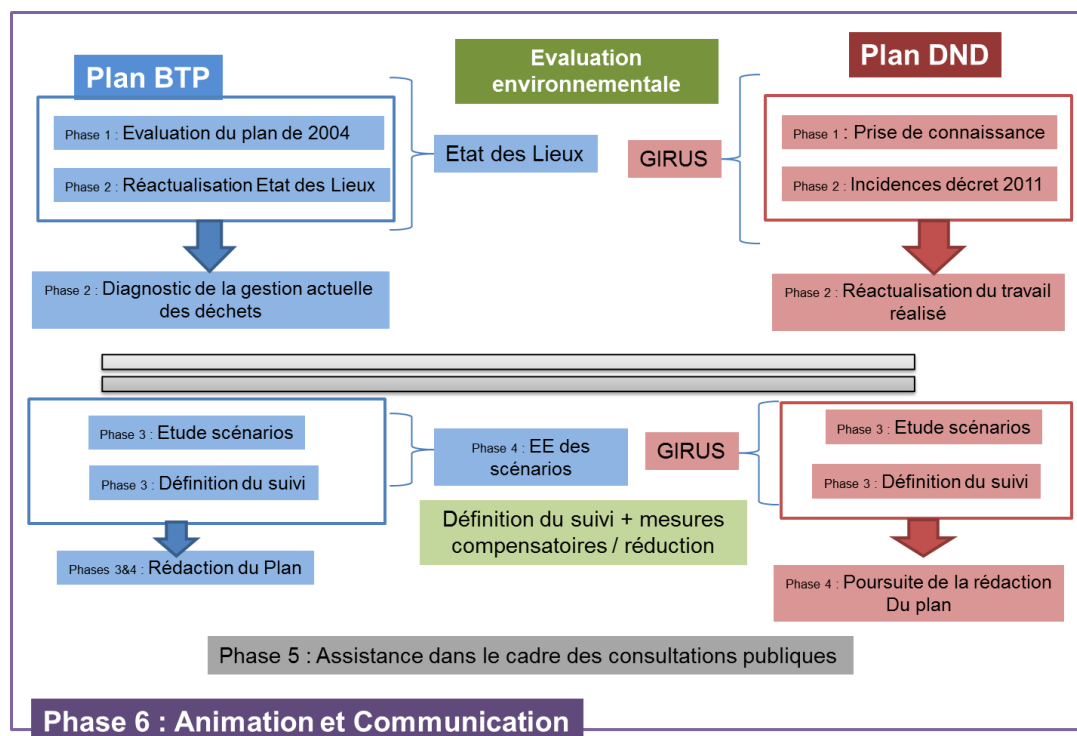 Plan BTP
Phase 1 : Evaluation du plan de 2004
Phase 2 : Réactualisation Etat des Lieux
Phase 2 : Diagnostic de la gestion actuelle
des déchets
Evaluation
environnementale
Etat des Lieux
GIRUS
Plan DND
Phase 1 : Prise de connaissance
Phase 2 : Incidences décret 2011
Phase 2 : Réactualisation du travail
réalisé
Phase 3 : Etude scénarios
Phase 3 : Définition du suivi
Phases 3&4 : Rédaction du Plan
Phase 4 : EE des
scénarios
GIRUS
Définition du suivi + mesures
compensatoires / réduction
Phase 3 : Etude scénarios
Phase 3 : Définition du suivi
Phase 4 : Poursuite de la rédaction
Du plan
Phase 5 : Assistance dans le cadre des consultations publiques
Phase 6 : Animation et Communication